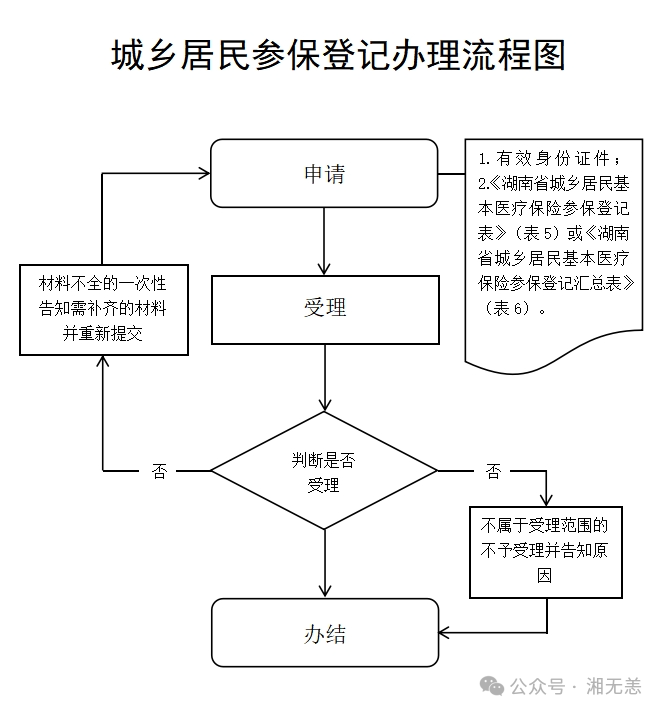 城乡居民参保登记办理流程图
申请
1.有效身份证件；
2.《湖南省城乡居民基
本医疗保险参保登记
表》（表5）或《湖南
省城乡居民基本医疗
保险参保登记汇总表》
（表6）。
材料不全的一次性
告知需补齐的材料
并重新提交
受理
判断是否
受理
否
否
不属于受理范围的
不予受理并告知原
因
办结
公众号·湘无恙